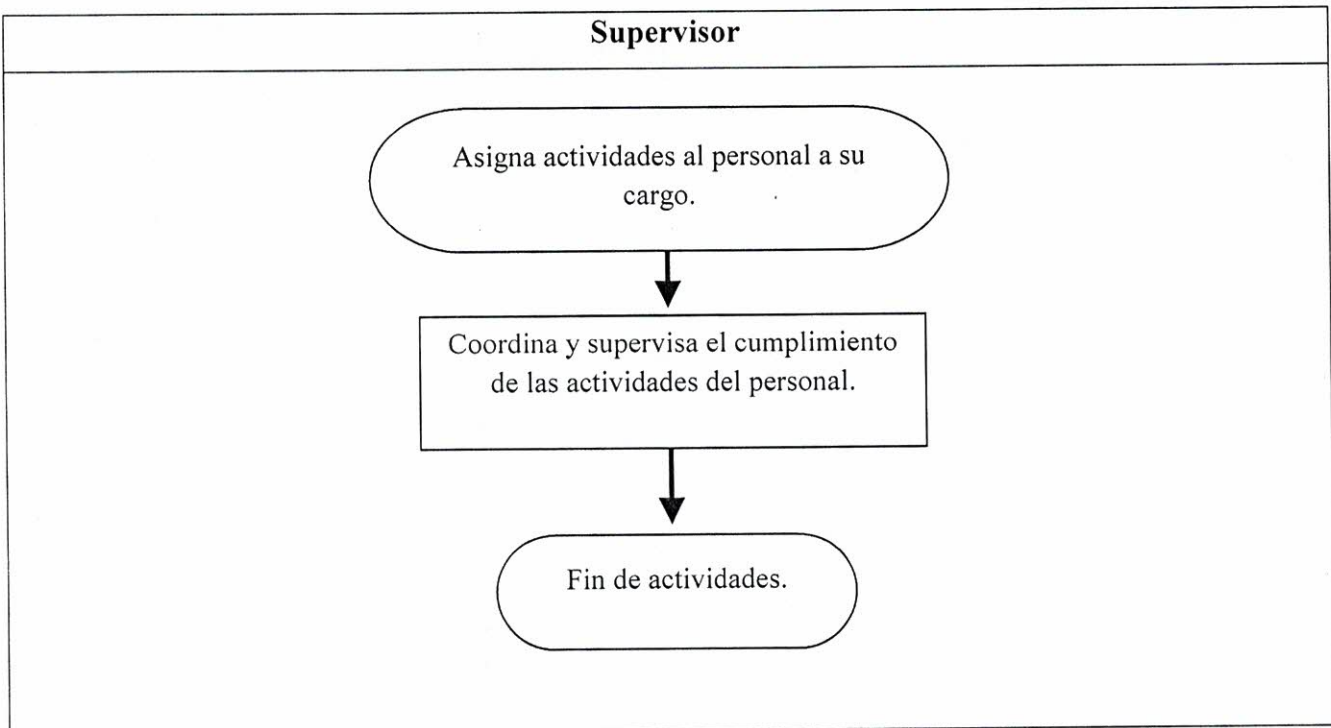 Supervisor
Asigna actividades al personal a su
cargo.
Coordina y supervisa el cumplimiento
de las actividades del personal.
Fin de actividades.